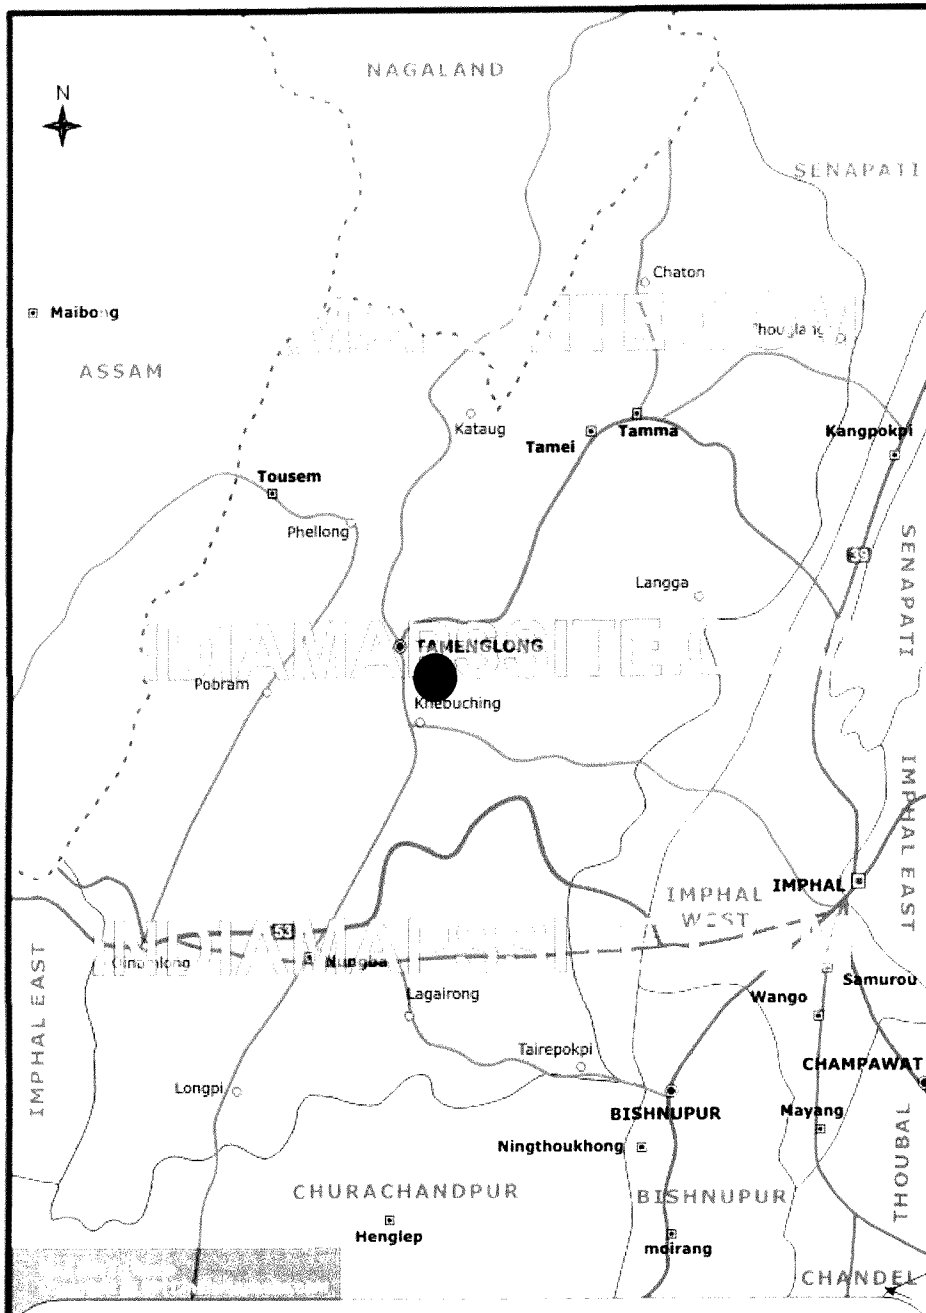 NAGALAND
N
SENAPATI
Chaton
Maibong
ASSAM
Kataug
Tamma
Tamei
Kangpokpi
Tousem
Phellong
39
SENAPATI
Langga
TAMENGLONG
Pobram
Khebuching
IMPHAL EAST
IMPHAL
IMPHAL
WEST
53
Nungba
IMPHAL EAST
Samurou
Lagairong
Wango
Tairepokpi
CHAMPAWAT
Longpi
BISHNUPUR
Mayang
THOUBAL
Ningthoukhong
CHURACHANDPUR
BISHNUPUR
Henglep
moirang
CHANDEL